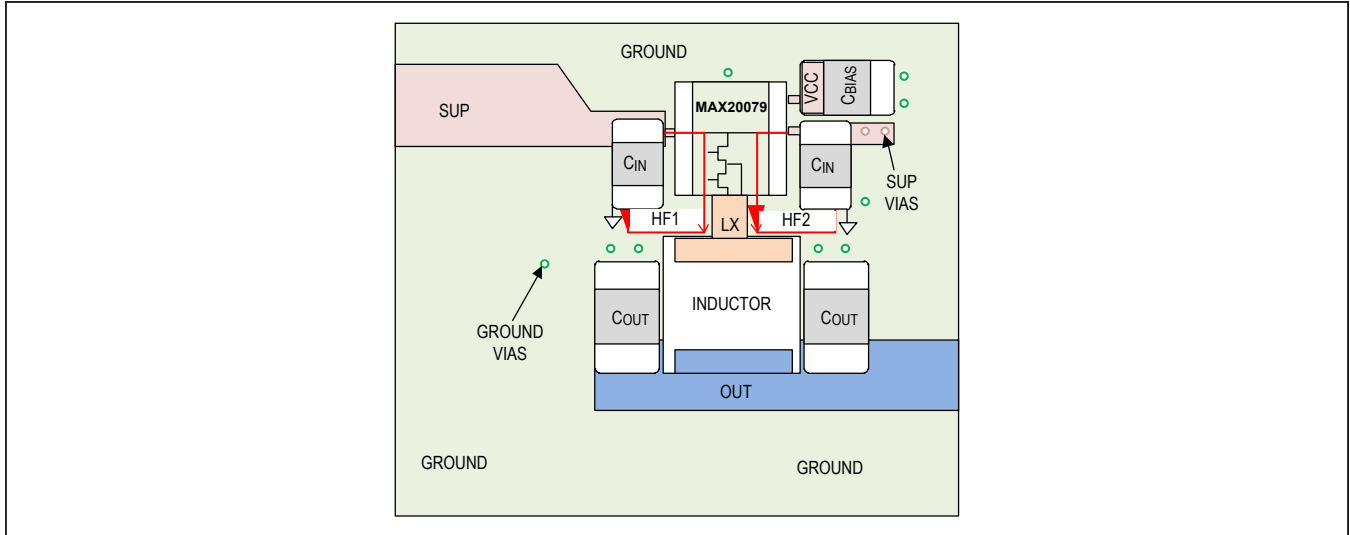 GROUND
SUP
MAX20079
VCC
CBIAS
CIN
CIN
SUP
VIAS
HF1
LX
HF2
GROUND
VIAS
COUT
INDUCTOR
COUT
OUT
GROUND
GROUND